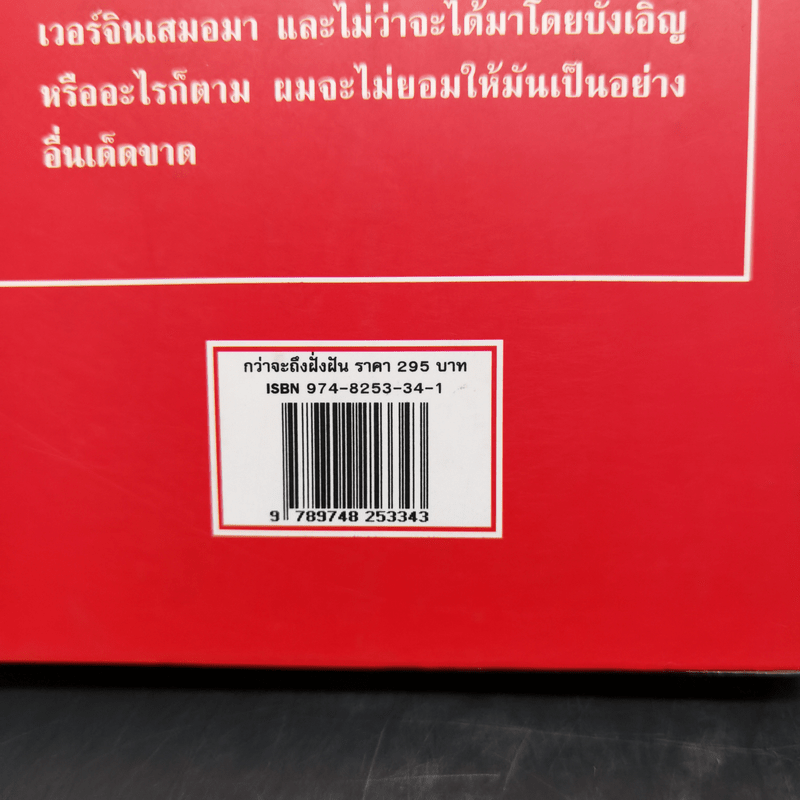 เวอร์จินเสมอมา และไม่ว่าจะได้มาโดยบังเอิญ
หรืออะไรก็ตาม ผมจะไม่ยอมให้มันเป็นอย่าง
อื่นเด็ดขาด
กว่าจะถึงฝั่งฝัน ราคา 295 บาท
ISBN 974-8253-34-1
9 789748 253343